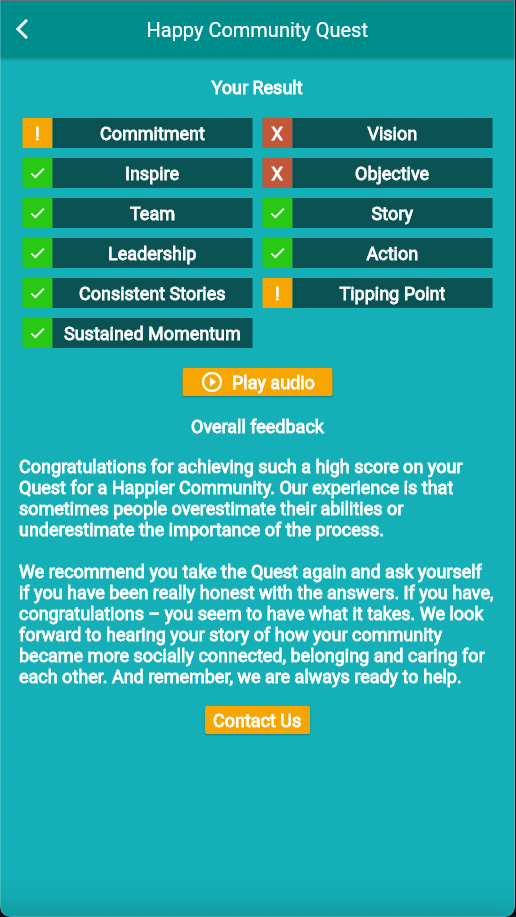 Happy Community Quest
Your Result
! Commitment
X Vision
Inspire
X Objective
Team
Story
Leadership
Action
Consistent Stories
! Tipping Point
Sustained Momentum
Play audio
Overall feedback
Congratulations for achieving such a high score on your
Quest for a Happier Community. Our experience is that
sometimes people overestimate their abilities or
underestimate the importance of the process.
We recommend you take the Quest again and ask yourself
if you have been really honest with the answers. If you have,
congratulations – you seem to have what it takes. We look
forward to hearing your story of how your community
became more socially connected, belonging and caring for
each other. And remember, we are always ready to help.
Contact Us